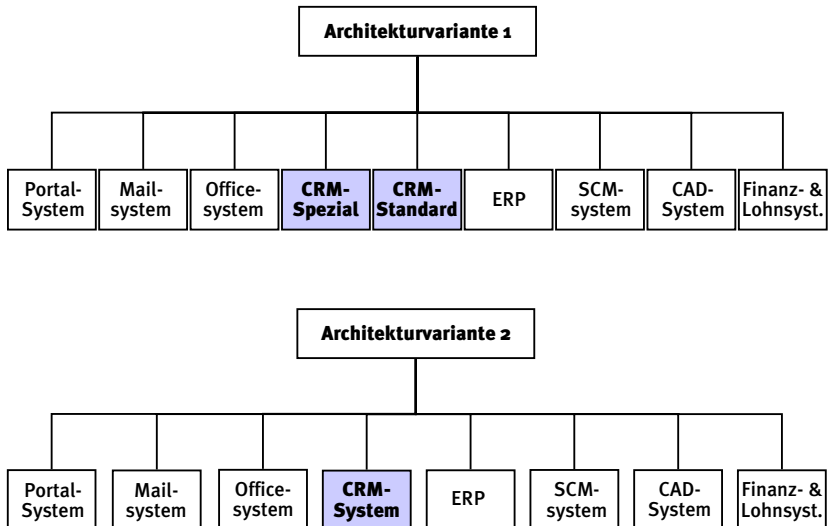 Architekturvariante 1
Portal-
System
Mail-
system
Office-
system
CRM-
Spezial
CRM-
Standard
ERP
SCM-
system
CAD-
System
Finanz- &
Lohnsyst.
Architekturvariante 2
Portal-
System
Mail-
system
Office-
system
CRM-
System
ERP
SCM-
system
CAD-
System
Finanz- &
Lohnsyst.